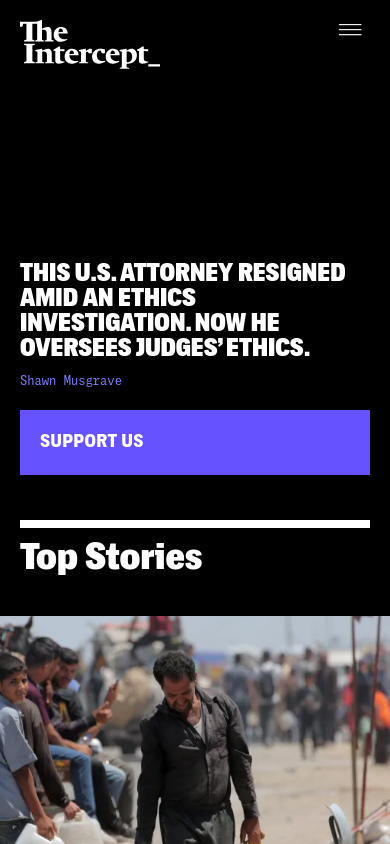 The
Intercept_
THIS U.S. ATTORNEY RESIGNED
AMID AN ETHICS
INVESTIGATION. NOW HE
OVERSEES JUDGES’ ETHICS.
Shawn Musgrave
SUPPORT US
Top Stories